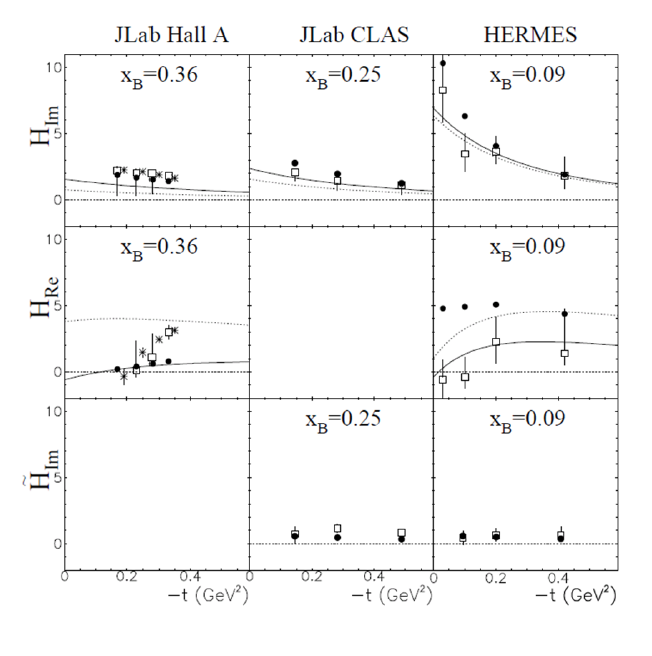 JLab Hall A JLab CLAS HERMES
10 x_B=0.36 x_B=0.25 x_B=0.09
H_Im 5
0
10 x_B=0.36 x_B=0.09
H_Re 5
0
10 x_B=0.25 x_B=0.09
H̃_Im 5
0
0 0.2 0 0.2 0.4 0 0.2 0.4
−t (GeV²) −t (GeV²) −t (GeV²)